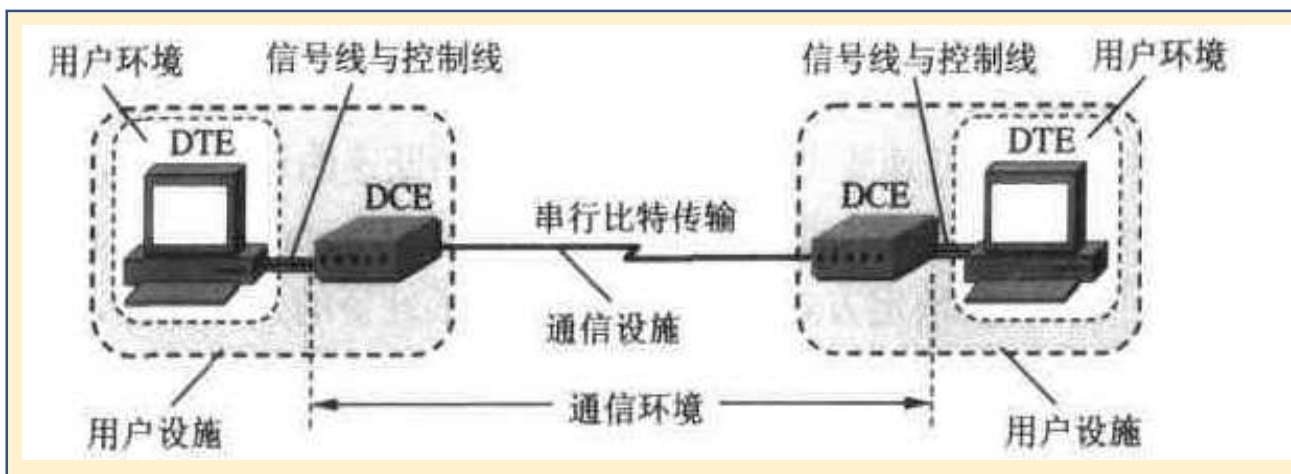 用户环境
信号线与控制线
信号线与控制线
用户环境
DTE
DTE
DCE
DCE
串行比特传输
通信设施
通信环境
用户设施
用户设施